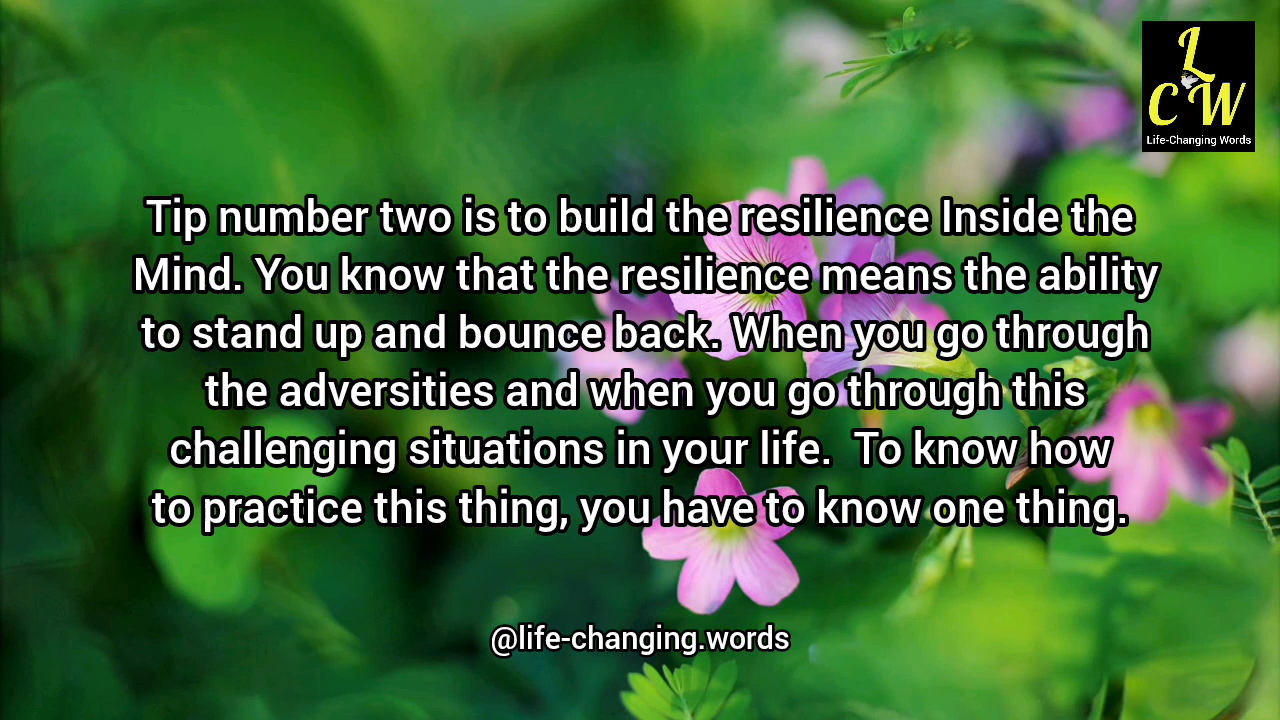 L
C W
Life-Changing Words
Tip number two is to build the resilience Inside the
Mind. You know that the resilience means the ability
to stand up and bounce back. When you go through
the adversities and when you go through this
challenging situations in your life.  To know how
to practice this thing, you have to know one thing.
@life-changing.words